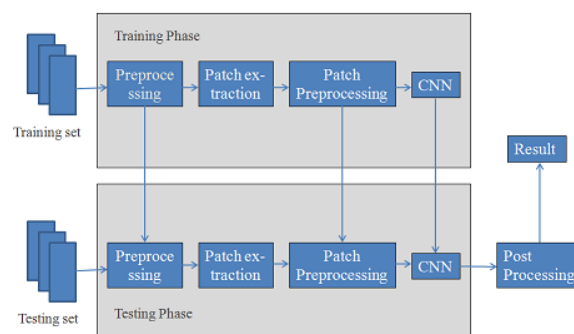 Training Phase
Preproce
ssing
Patch ex-
traction
Patch
Preprocessing
CNN
Training set
Result
Preproce
ssing
Patch ex-
traction
Patch
Preprocessing
CNN
Post
Processing
Testing set
Testing Phase